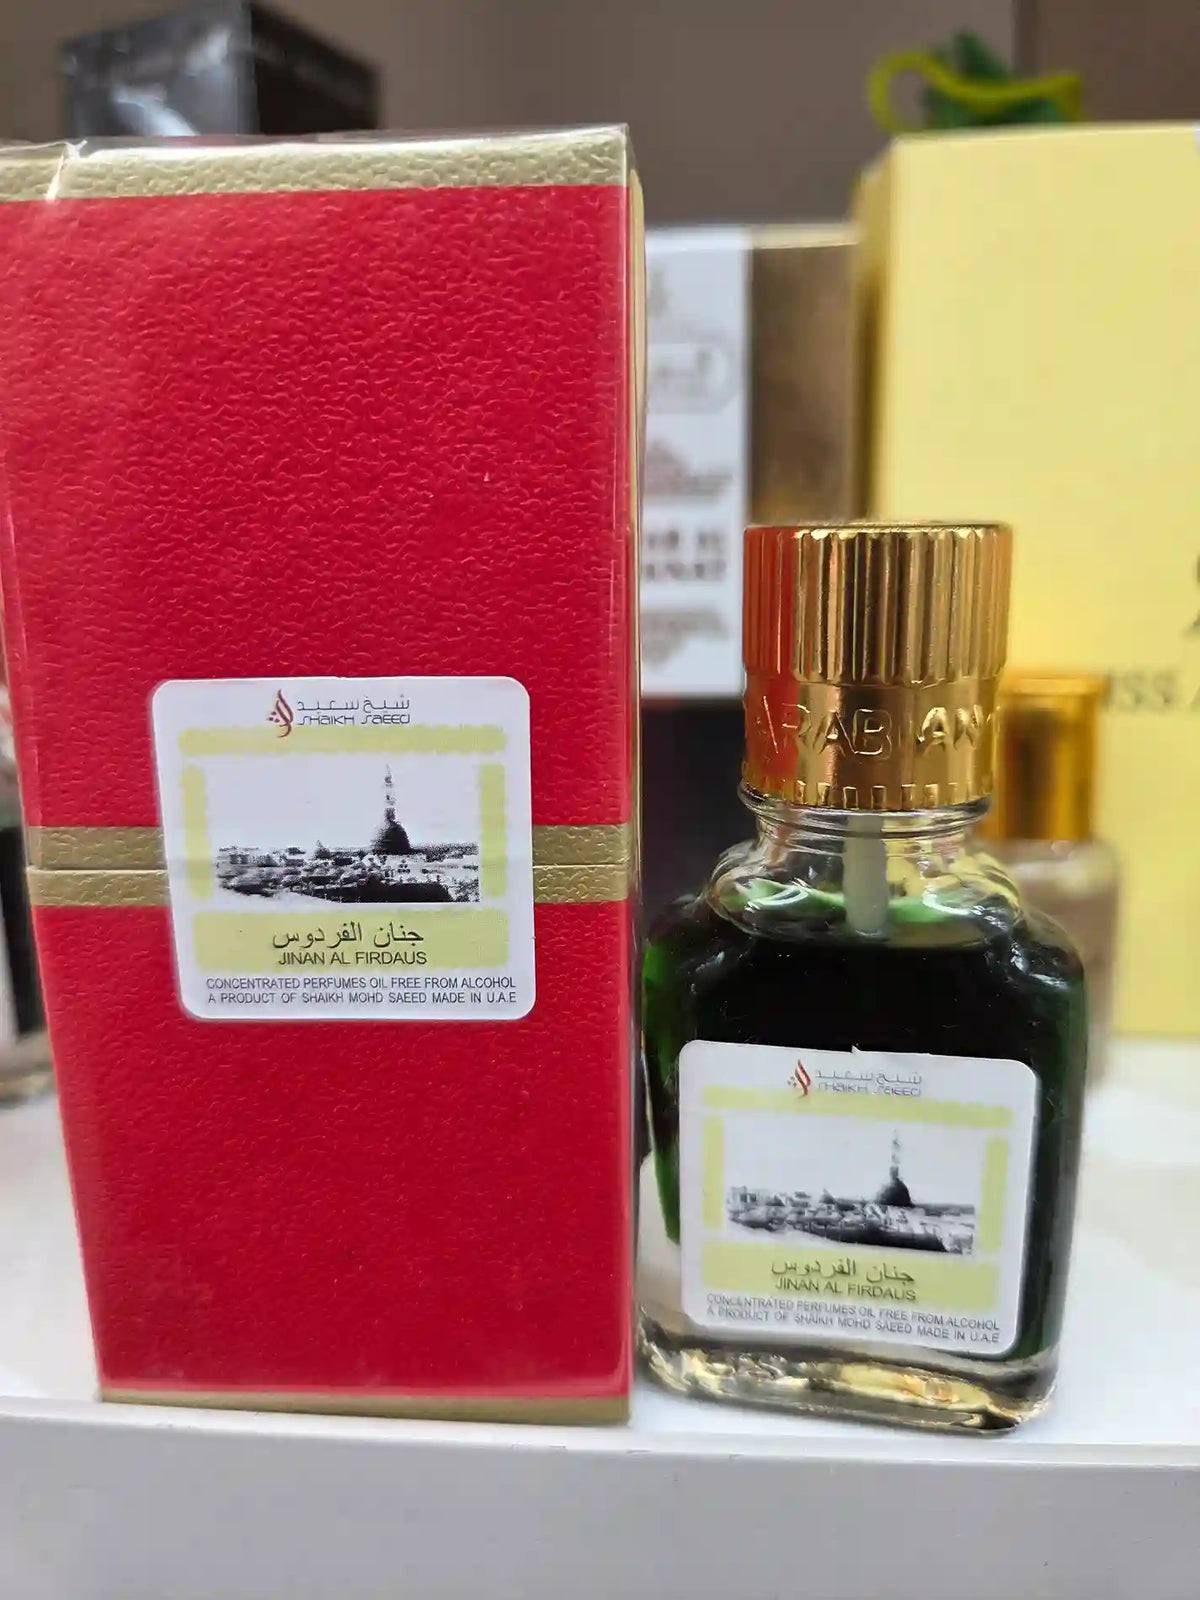 شيخ سعيد
SHAIKH SAEED
جنان الفردوس
JINAN AL FIRDAUS
CONCENTRATED PERFUMES OIL FREE FROM ALCOHOL
A PRODUCT OF SHAIKH MOHD SAEED MADE IN U.A.E
ARABIAN
شيخ سعيد
SHAIKH SAEED
جنان الفردوس
JINAN AL FIRDAUS
CONCENTRATED PERFUMES OIL FREE FROM ALCOHOL
A PRODUCT OF SHAIKH MOHD SAEED MADE IN U.A.E